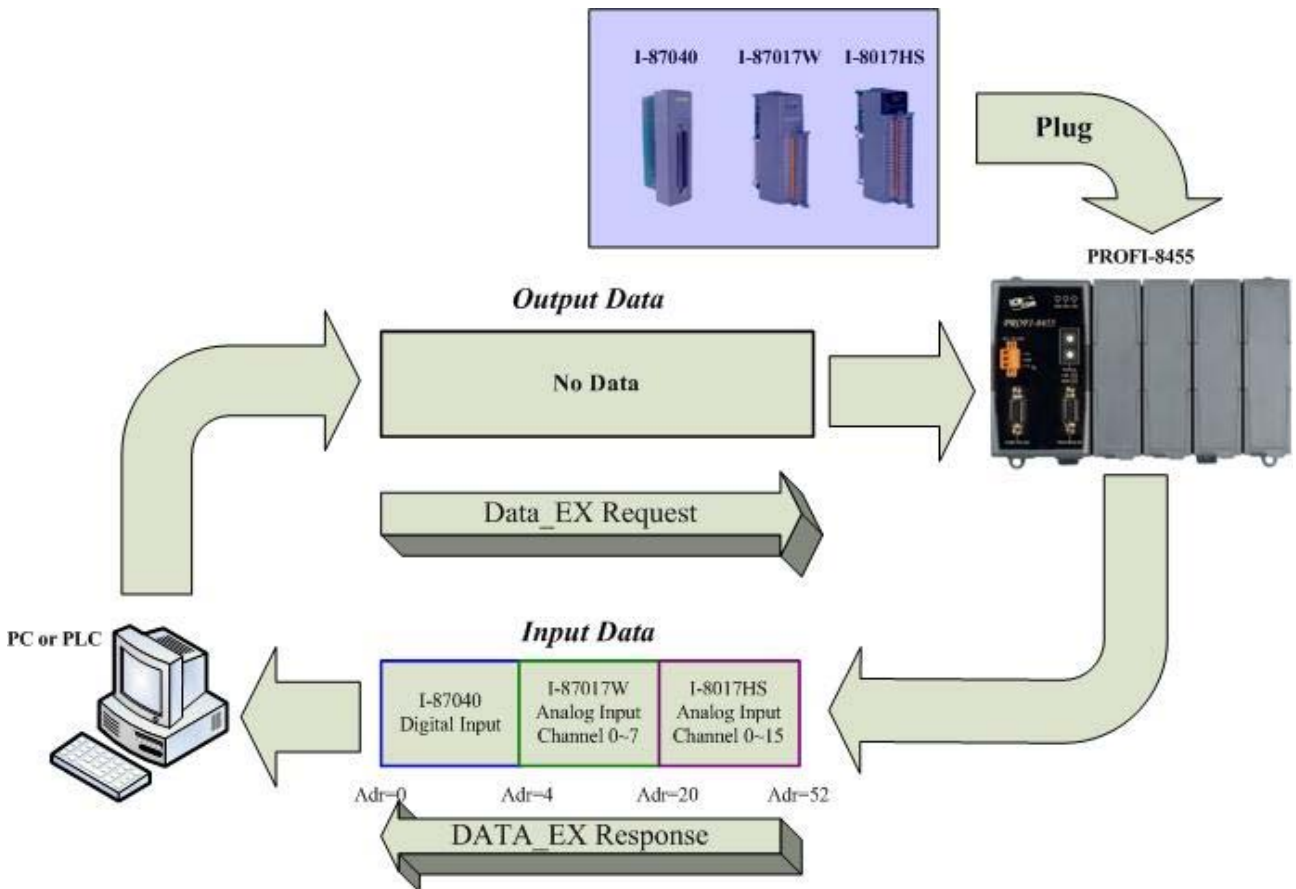 I-87040 I-87017W I-8017HS
Plug
PROFI-8455
PROFI-8455
Output Data
No Data
Data_EX Request
PC or PLC
Input Data
I-87040
Digital Input
I-87017W
Analog Input
Channel 0~7
I-8017HS
Analog Input
Channel 0~15
Adr=0 Adr=4 Adr=20 Adr=52
DATA_EX Response